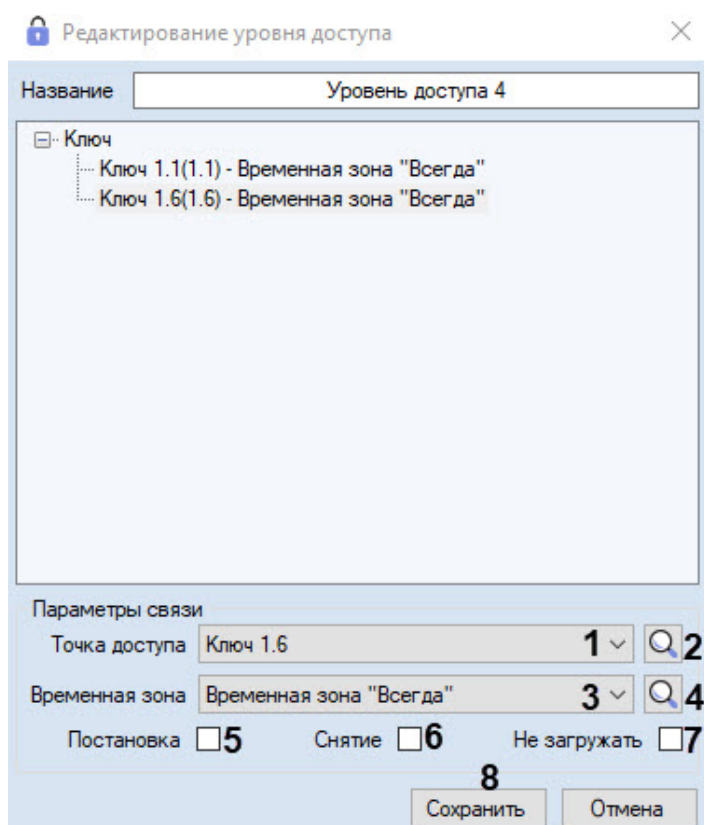 Редактирование уровня доступа
Название Уровень доступа 4
Ключ
Ключ 1.1(1.1) - Временная зона "Всегда"
Ключ 1.6(1.6) - Временная зона "Всегда"
Параметры связи
Точка доступа Ключ 1.6 1 2
Временная зона Временная зона "Всегда" 3 4
Постановка 5 Снятие 6 Не загружать 7
8
Сохранить Отмена